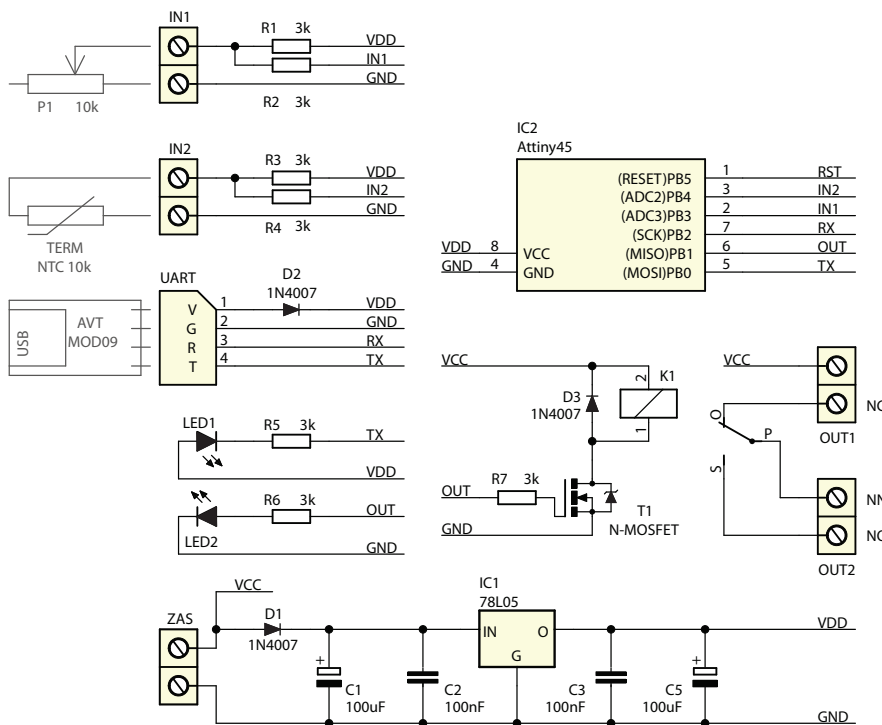 IN1
R1 3k
VDD
IN1
GND
R2 3k
P1 10k
IN2
R3 3k
VDD
IN2
GND
R4 3k
TERM
NTC 10k
IC2
Attiny45
(RESET)PB5 1 RST
(ADC2)PB4 3 IN2
(ADC3)PB3 2 IN1
(SCK)PB2 7 RX
VDD 8 VCC (MISO)PB1 6 OUT
GND 4 GND (MOSI)PB0 5 TX
UART
D2
1N4007
USB
AVT
MOD09
V 1 VDD
G 2 GND
R 3 RX
T 4 TX
LED1
R5 3k
TX
VDD
R6 3k
OUT
LED2
GND
VCC
D3
1N4007
2
K1
1
OUT
R7 3k
T1
N-MOSFET
GND
VCC
O
P
S
NC
OUT1
NN
NO
OUT2
VCC
ZAS
D1
1N4007
IC1
78L05
IN O
G
VDD
+
C1
100uF
C2
100nF
C3
100nF
+
C5
100uF
GND